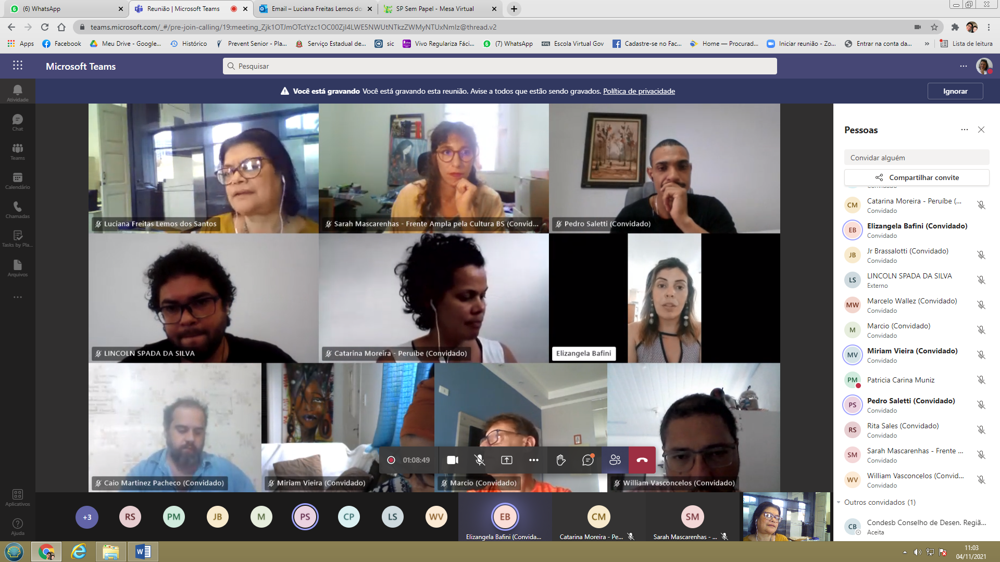 (6) WhatsApp
Reunião | Microsoft Teams
Email – Luciana Freitas Lemos do
SP Sem Papel - Mesa Virtual
teams.microsoft.com/_#/pre-join-calling/19:meeting_Zjk1OTJmOTctYzc1OC00ZjI4LWE5NWUtNTkzZWMyNTUxNmIz@thread.v2
Apps
Facebook
Meu Drive - Google...
Histórico
Prevent Senior - Pla...
Serviço Estadual de...
sic
Vivo Regulariza Fáci...
(7) WhatsApp
Escola Virtual Gov
Cadastre-se no Fac...
Home — Procurad...
Iniciar reunião - Zo...
Entrar na conta da...
»
Lista de leitura
Microsoft Teams
Pesquisar
Você está gravando Você está gravando esta reunião. Avise a todos que estão sendo gravados. Política de privacidade
Ignorar
Atividade
Chat
Teams
Calendário
Chamadas
Tasks by Pla...
Arquivos
Aplicativos
Ajuda
Luciana Freitas Lemos dos Santos
Sarah Mascarenhas - Frente Ampla pela Cultura BS (Convid...
Pedro Saletti (Convidado)
LINCOLN SPADA DA SILVA
Catarina Moreira - Peruíbe (Convidado)
Elizangela Bafini
01:08:49
Caio Martinez Pacheco (Convidado)
Miriam Vieira (Convidado)
Marcio (Convidado)
William Vasconcelos (Convidado)
+3
RS
PM
JB
M
PS
CP
LS
WV
EB
Elizangela Bafini (Convida...
CM
Catarina Moreira - Pe...
SM
Sarah Mascarenhas - ...
Pessoas
Convidar alguém
Compartilhar convite
Convidado
CM
Catarina Moreira - Peruíbe (...
Convidado
EB
Elizangela Bafini (Convidado)
Convidado
JB
Jr Brassalotti (Convidado)
Convidado
LS
LINCOLN SPADA DA SILVA
Externo
MW
Marcelo Wallez (Convidado)
Convidado
M
Marcio (Convidado)
Convidado
MV
Miriam Vieira (Convidado)
Convidado
PM
Patricia Carina Muniz
PS
Pedro Saletti (Convidado)
Convidado
RS
Rita Sales (Convidado)
Convidado
SM
Sarah Mascarenhas - Frente ...
Convidado
WV
William Vasconcelos (Convid...
Convidado
Outros convidados (1)
CB
Condesb Conselho de Desen. Regiã...
Aceita
11:03
04/11/2021